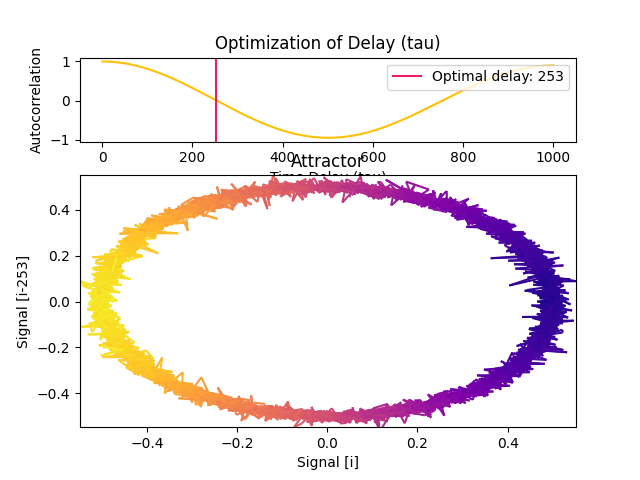 Optimization of Delay (tau)
Autocorrelation
1
0
−1
Optimal delay: 253
0
200
400
600
800
1000
Time Delay (tau)
Attractor
Signal [i-253]
0.4
0.2
0.0
−0.2
−0.4
−0.4
−0.2
0.0
0.2
0.4
Signal [i]